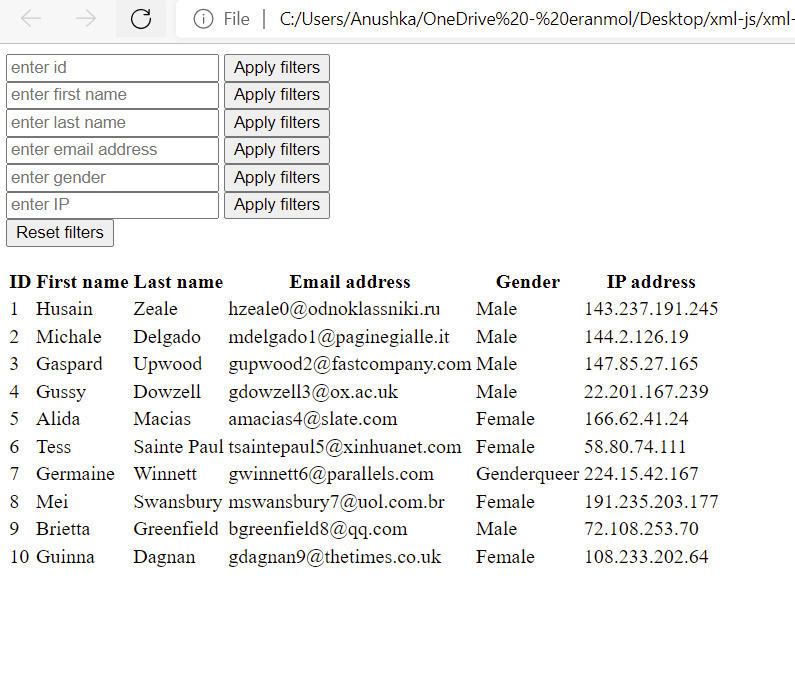 File | C:/Users/Anushka/OneDrive%20-%20eranmol/Desktop/xml-js/xml-
enter id Apply filters
enter first name Apply filters
enter last name Apply filters
enter email address Apply filters
enter gender Apply filters
enter IP Apply filters
Reset filters
ID First name Last name Email address Gender IP address
1 Husain Zeale hzeale0@odnoklassniki.ru Male 143.237.191.245
2 Michale Delgado mdelgado1@paginegialle.it Male 144.2.126.19
3 Gaspard Upwood gupwood2@fastcompany.com Male 147.85.27.165
4 Gussy Dowzell gdowzell3@ox.ac.uk Male 22.201.167.239
5 Alida Macias amacias4@slate.com Female 166.62.41.24
6 Tess Sainte Paul tsaintepaul5@xinhuanet.com Female 58.80.74.111
7 Germaine Winnett gwinnett6@parallels.com Genderqueer 224.15.42.167
8 Mei Swansbury mswansbury7@uol.com.br Female 191.235.203.177
9 Brietta Greenfield bgreenfield8@qq.com Male 72.108.253.70
10 Guinna Dagnan gdagnan9@thetimes.co.uk Female 108.233.202.64